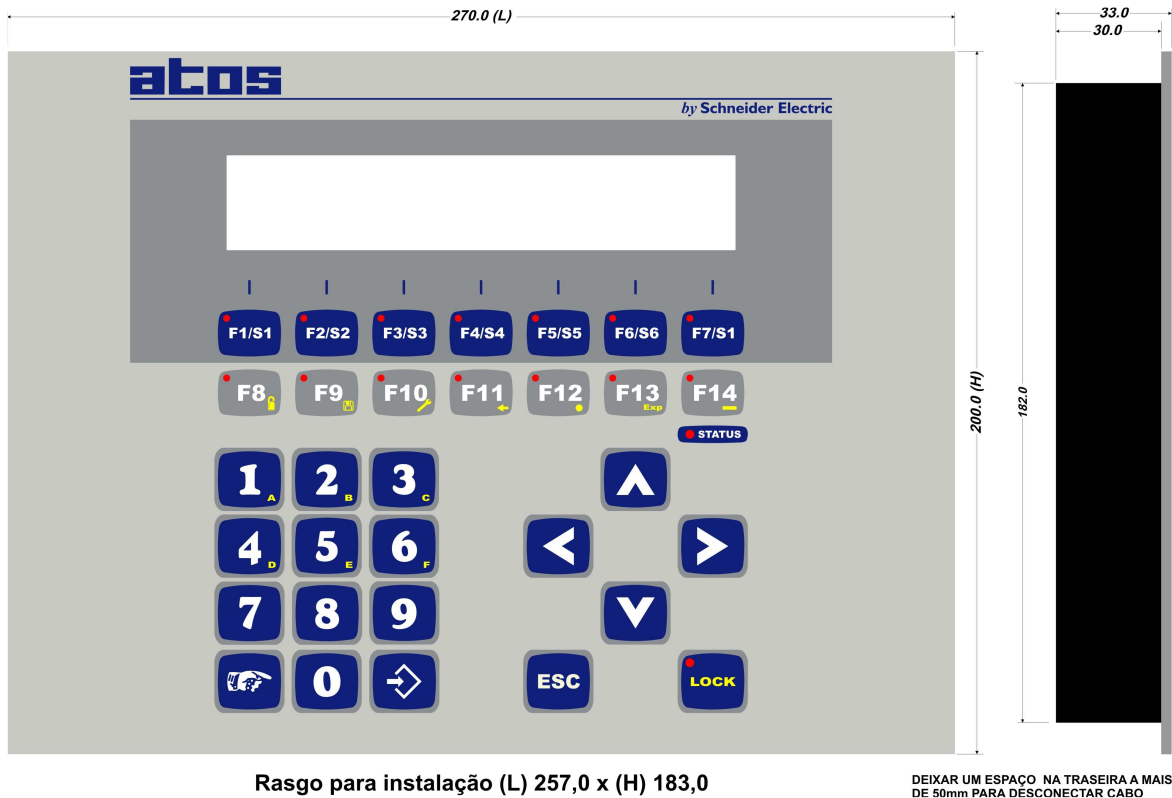 270.0 (L)
33.0
30.0
atos
by Schneider Electric
F1/S1 F2/S2 F3/S3 F4/S4 F5/S5 F6/S6 F7/S1
F8 F9 F10 F11 F12 F13 Exp F14
STATUS
200.0 (H)
182.0
1 A 2 B 3 C
4 D 5 E 6 F
7 8 9
0 ESC LOCK
Rasgo para instalação (L) 257,0 x (H) 183,0
DEIXAR UM ESPAÇO NA TRASEIRA A MAIS
DE 50mm PARA DESCONECTAR CABO